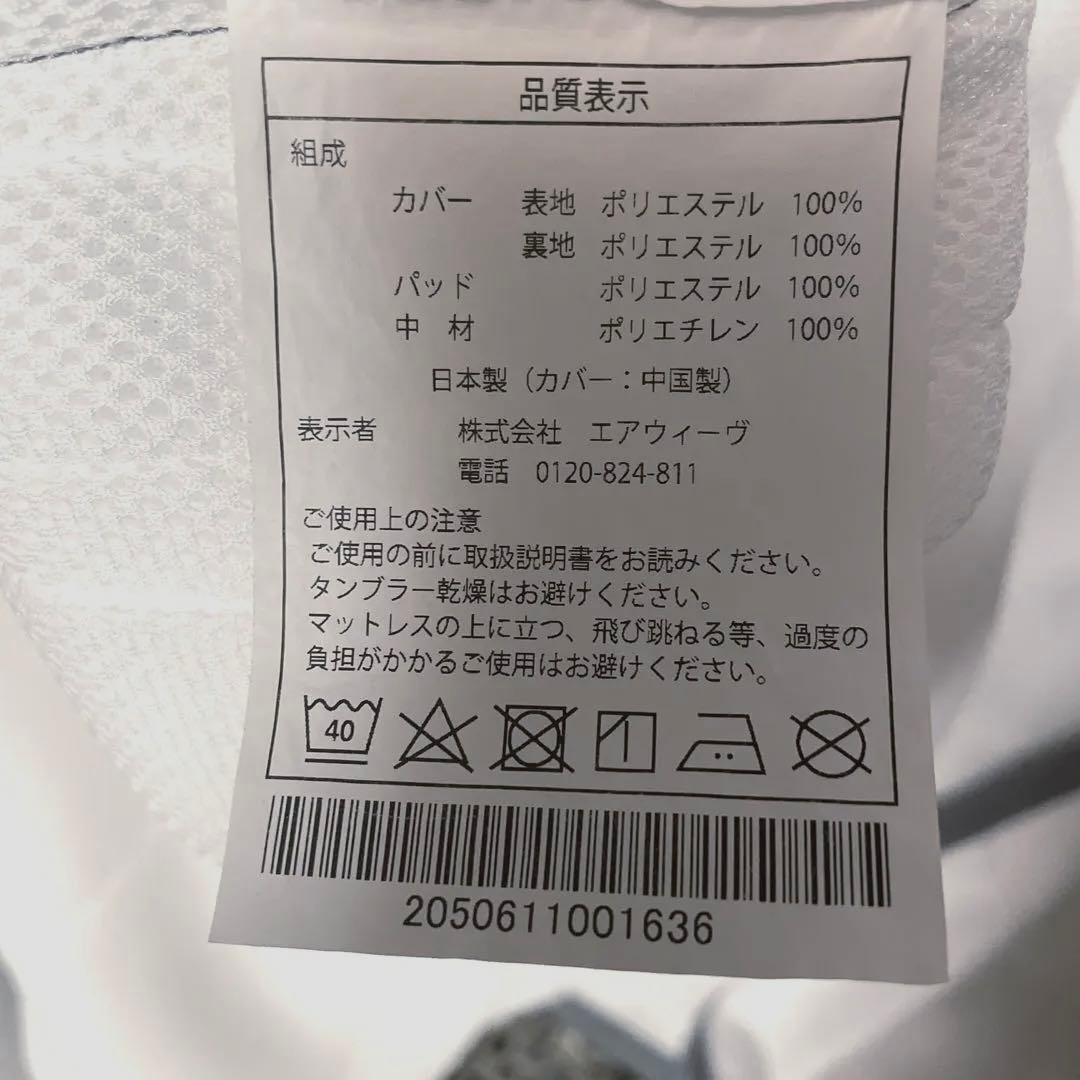 品質表示
組成
カバー 表地 ポリエステル 100%
裏地 ポリエステル 100%
パッド ポリエステル 100%
中 材 ポリエチレン 100%
日本製（カバー：中国製）
表示者 株式会社 エアウィーヴ
電話 0120-824-811
ご使用上の注意
ご使用の前に取扱説明書をお読みください。
タンブラー乾燥はお避けください。
マットレスの上に立つ、飛び跳ねる等、過度の
負担がかかるご使用はお避けください。
40
2050611001636